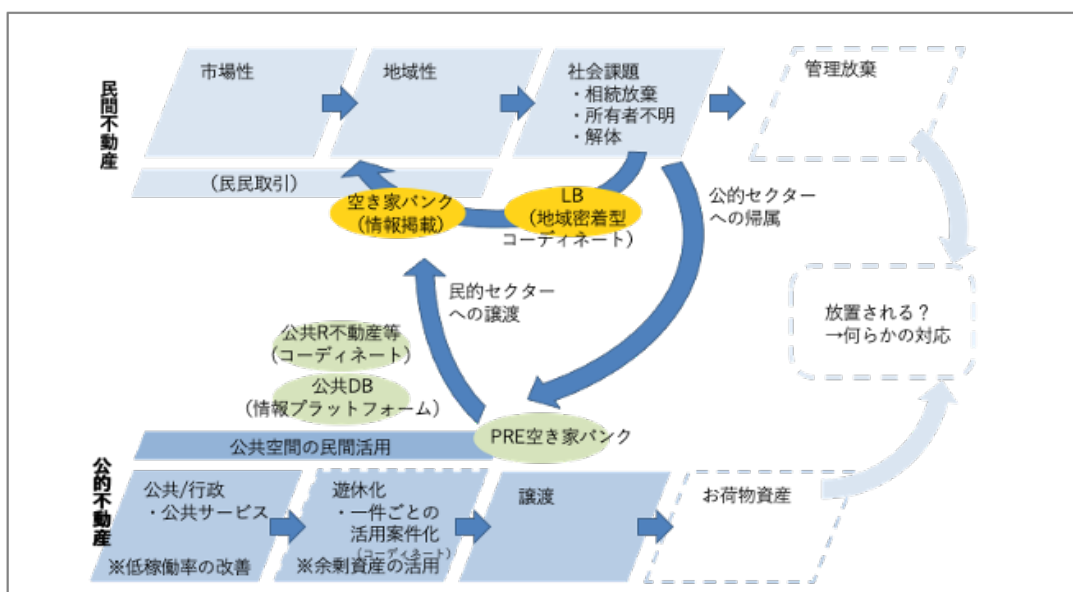 民間不動産
市場性
地域性
社会課題
・相続放棄
・所有者不明
・解体
管理放棄
（民民取引）
空き家バンク
（情報掲載）
LB
（地域密着型
コーディネート）
公的セクター
への帰属
民的セクター
への譲渡
放置される？
→何らかの対応
公共R不動産等
（コーディネート）
公共DB
（情報プラットフォーム）
PRE空き家バンク
公共空間の民間活用
公的不動産
公共/行政
・公共サービス
※低稼働率の改善
遊休化
・一件ごとの
活用案件化
（コーディネート）
※余剰資産の活用
譲渡
お荷物資産